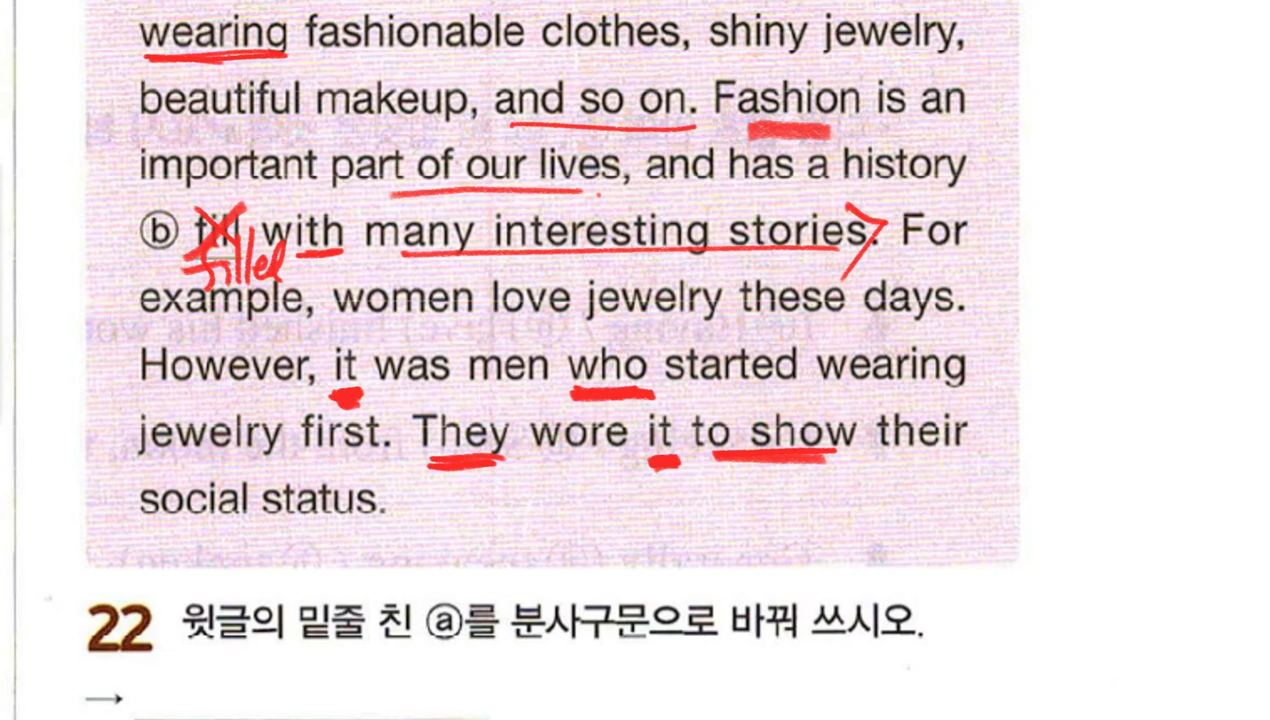 wearing fashionable clothes, shiny jewelry,
beautiful makeup, and so on. Fashion is an
important part of our lives, and has a history
ⓑ fill with many interesting stories. For
filled
example, women love jewelry these days.
However, it was men who started wearing
jewelry first. They wore it to show their
social status.
22 윗글의 밑줄 친 ⓐ를 분사구문으로 바꿔 쓰시오.
→